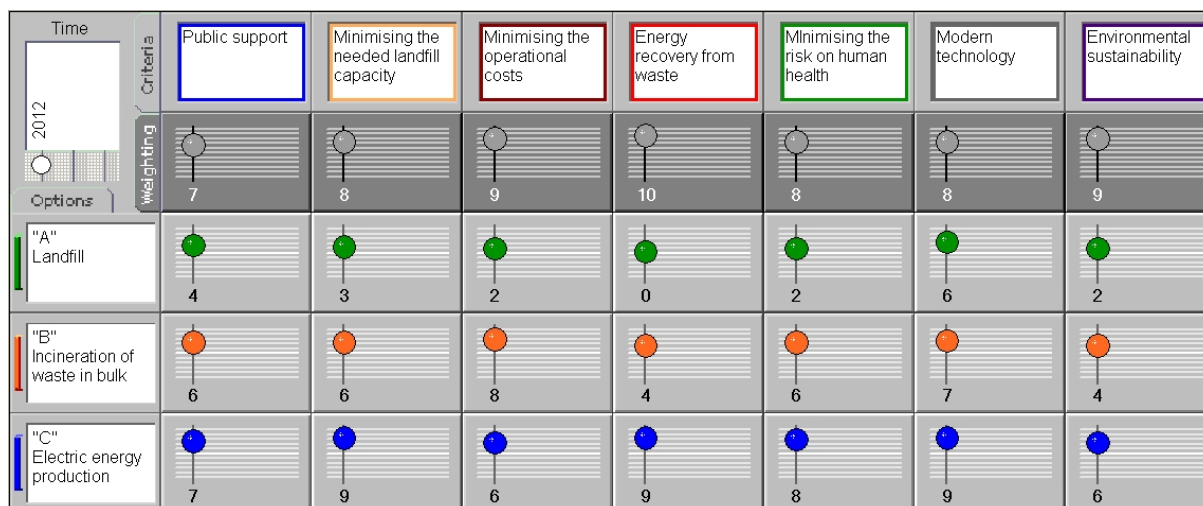 Time
2012
Options
Criteria
Weighting
Public support
Minimising the
needed landfill
capacity
Minimising the
operational
costs
Energy
recovery from
waste
MInimising the
risk on human
health
Modern
technology
Environmental
sustainability
7 8 9 10 8 8 9
"A"
Landfill
4 3 2 0 2 6 2
"B"
Incineration of
waste in bulk
6 6 8 4 6 7 4
"C"
Electric energy
production
7 9 6 9 8 9 6